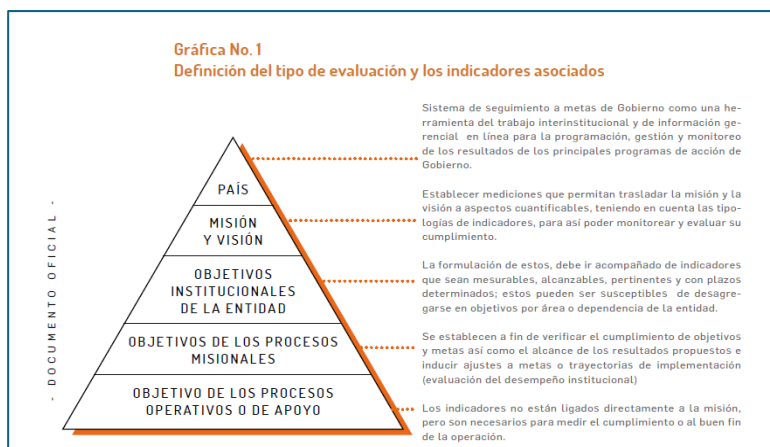 Gráfica No. 1
Definición del tipo de evaluación y los indicadores asociados
Sistema de seguimiento a metas de Gobierno como una he-
rramienta del trabajo interinstitucional y de información ge-
rencial en línea para la programación, gestión y monitoreo
de los resultados de los principales programas de acción de
Gobierno.
PAÍS
Establecer mediciones que permitan trasladar la misión y la
visión a aspectos cuantificables, teniendo en cuenta las tipo-
logías de indicadores, para así poder monitorear y evaluar su
cumplimiento.
MISIÓN
Y VISIÓN
La formulación de estos, debe ir acompañado de indicadores
que sean mesurables, alcanzables, pertinentes y con plazos
determinados; estos pueden ser susceptibles de desagre-
garse en objetivos por área o dependencia de la entidad.
OBJETIVOS
INSTITUCIONALES
DE LA ENTIDAD
Se establecen a fin de verificar el cumplimiento de objetivos
y metas así como el alcance de los resultados propuestos e
inducir ajustes a metas o trayectorias de implementación
(evaluación del desempeño institucional)
OBJETIVOS DE LOS PROCESOS
MISIONALES
Los indicadores no están ligados directamente a la misión,
pero son necesarios para medir el cumplimiento o al buen fin
de la operación.
OBJETIVO DE LOS PROCESOS
OPERATIVOS O DE APOYO
- DOCUMENTO OFICIAL -